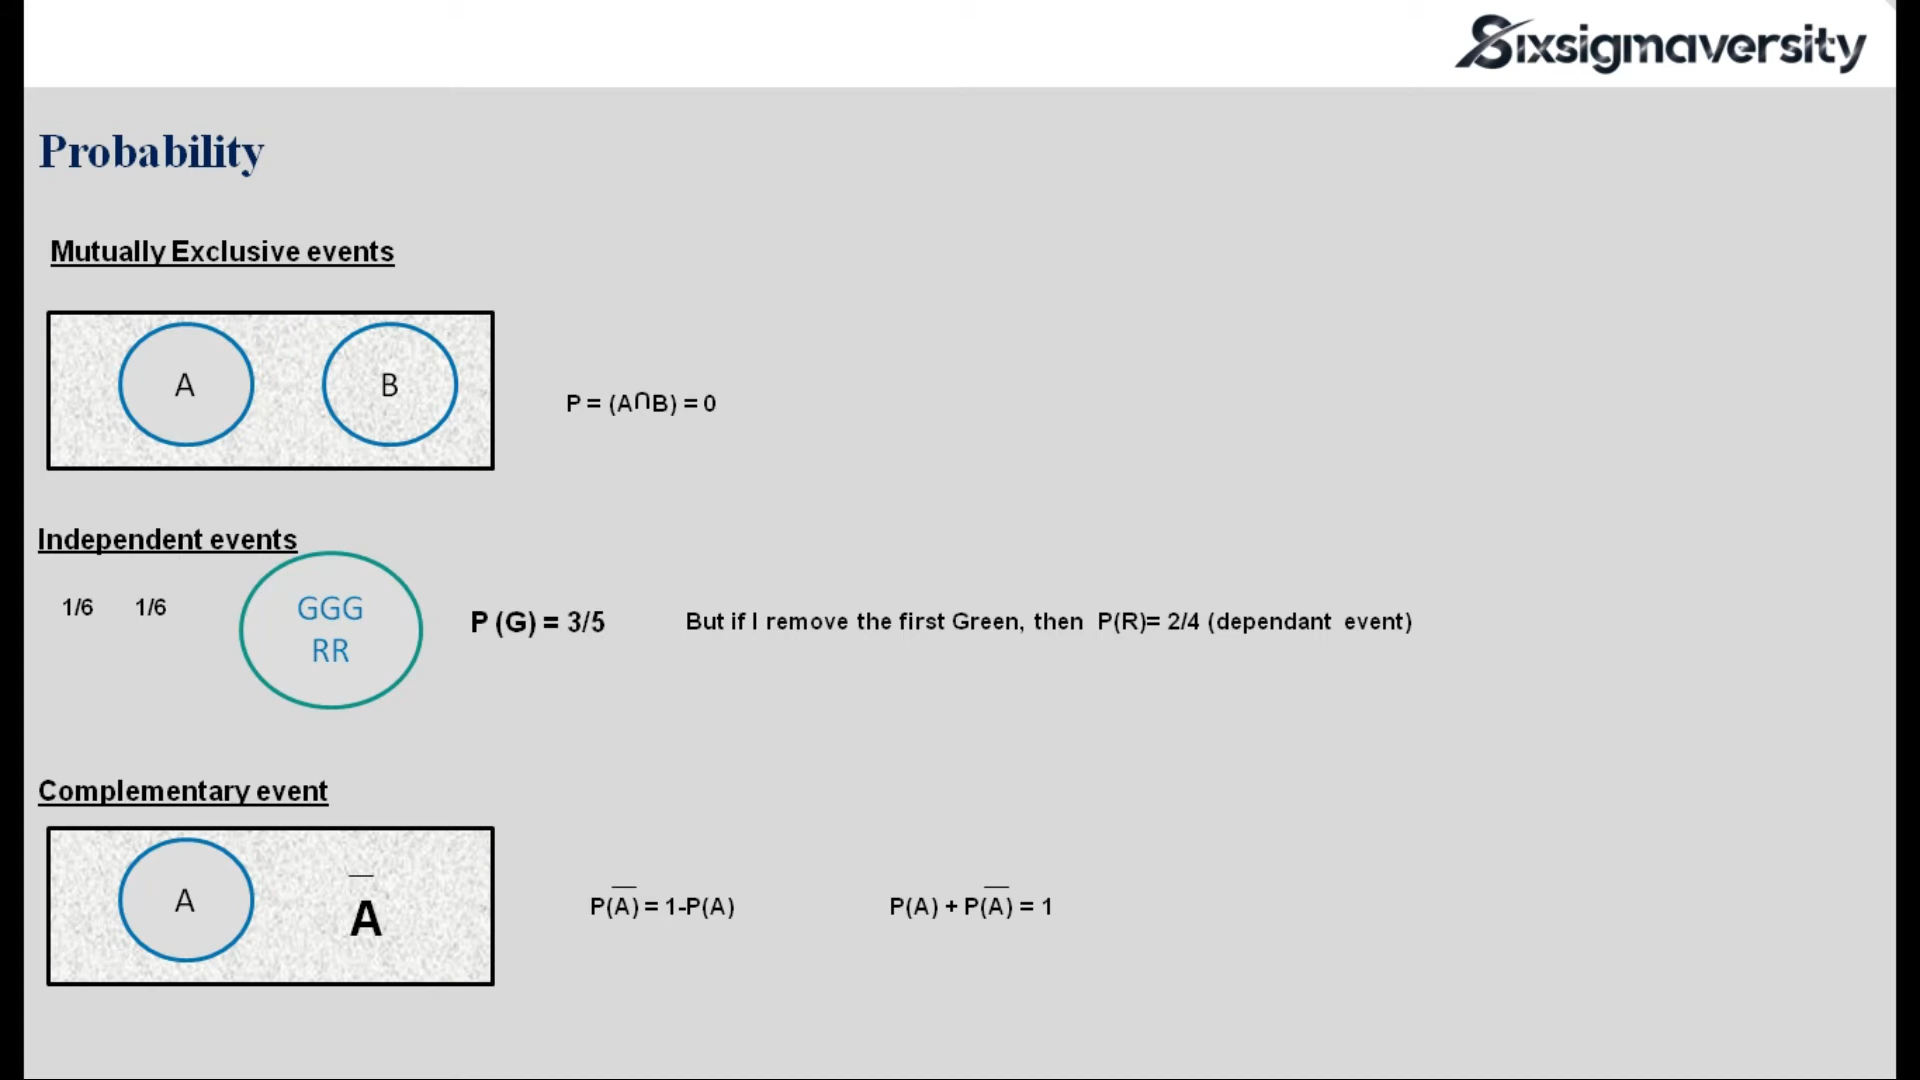 Sixsigmaversity
Probability
Mutually Exclusive events
A B
P = (A∩B) = 0
Independent events
1/6 1/6
GGG
RR
P (G) = 3/5
But if I remove the first Green, then P(R)= 2/4 (dependant event)
Complementary event
A A̅
P(A̅) = 1-P(A)
P(A) + P(A̅) = 1